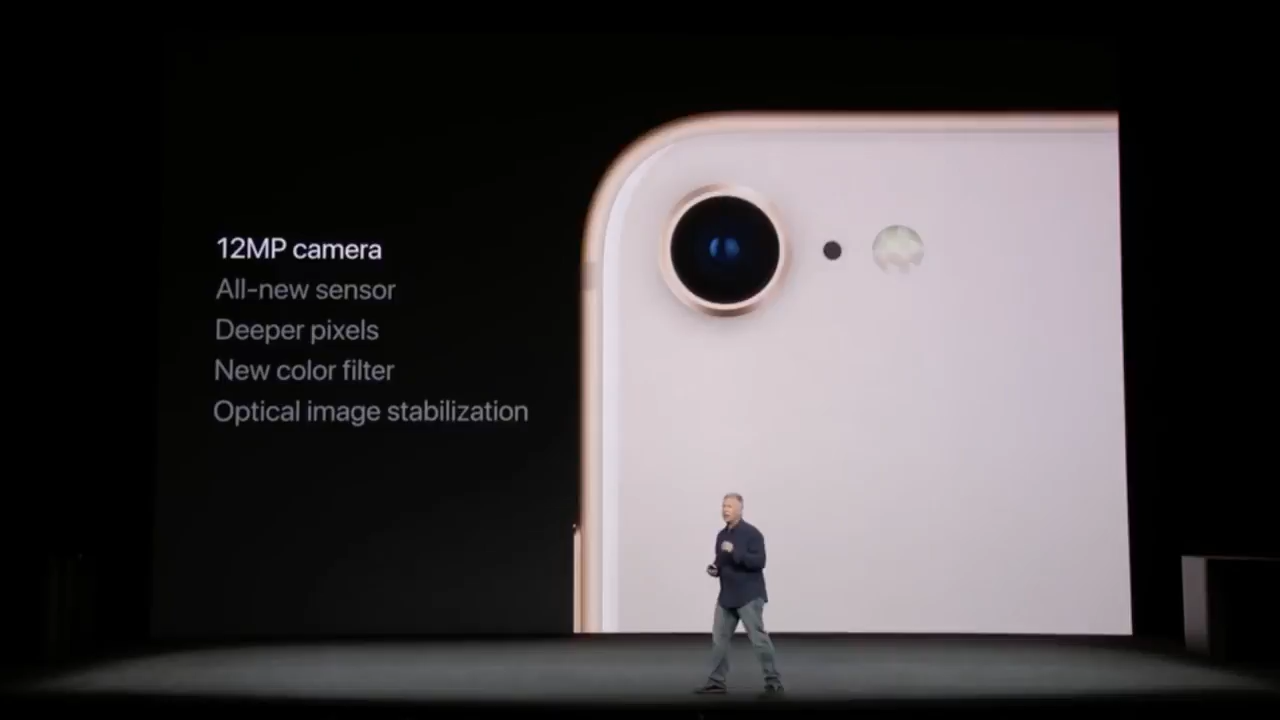 12MP camera
All-new sensor
Deeper pixels
New color filter
Optical image stabilization